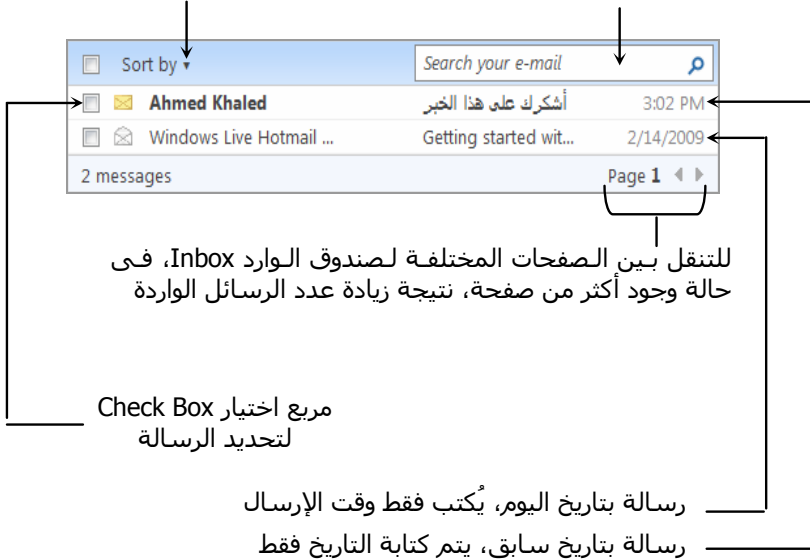 Sort by ▾ Search your e-mail
Ahmed Khaled أشكرك على هذا الخبر 3:02 PM
Windows Live Hotmail ... Getting started wit... 2/14/2009
2 messages Page 1
للتنقل بين الصفحات المختلفة لصندوق الوارد Inbox، فى
حالة وجود أكثر من صفحة، نتيجة زيادة عدد الرسائل الواردة
مربع اختيار Check Box
لتحديد الرسالة
رسالة بتاريخ اليوم، يُكتب فقط وقت الإرسال
رسالة بتاريخ سابق، يتم كتابة التاريخ فقط